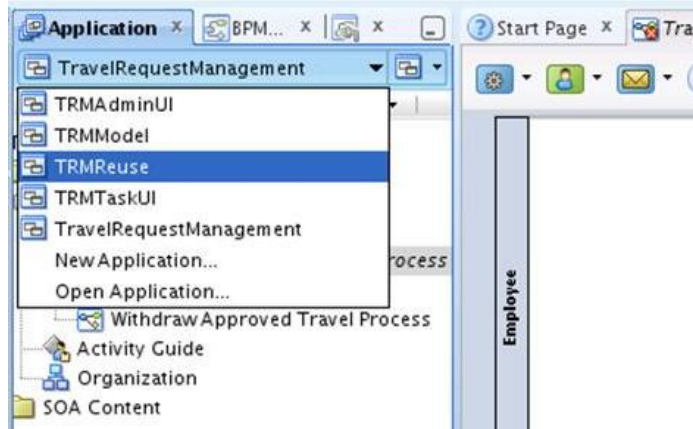 Application
BPM...
Start Page
Tra
TravelRequestManagement
TRMAdminUI
TRMModel
TRMReuse
TRMTaskUI
TravelRequestManagement
New Application...
rocess
Open Application...
Withdraw Approved Travel Process
Activity Guide
Organization
SOA Content
Employee